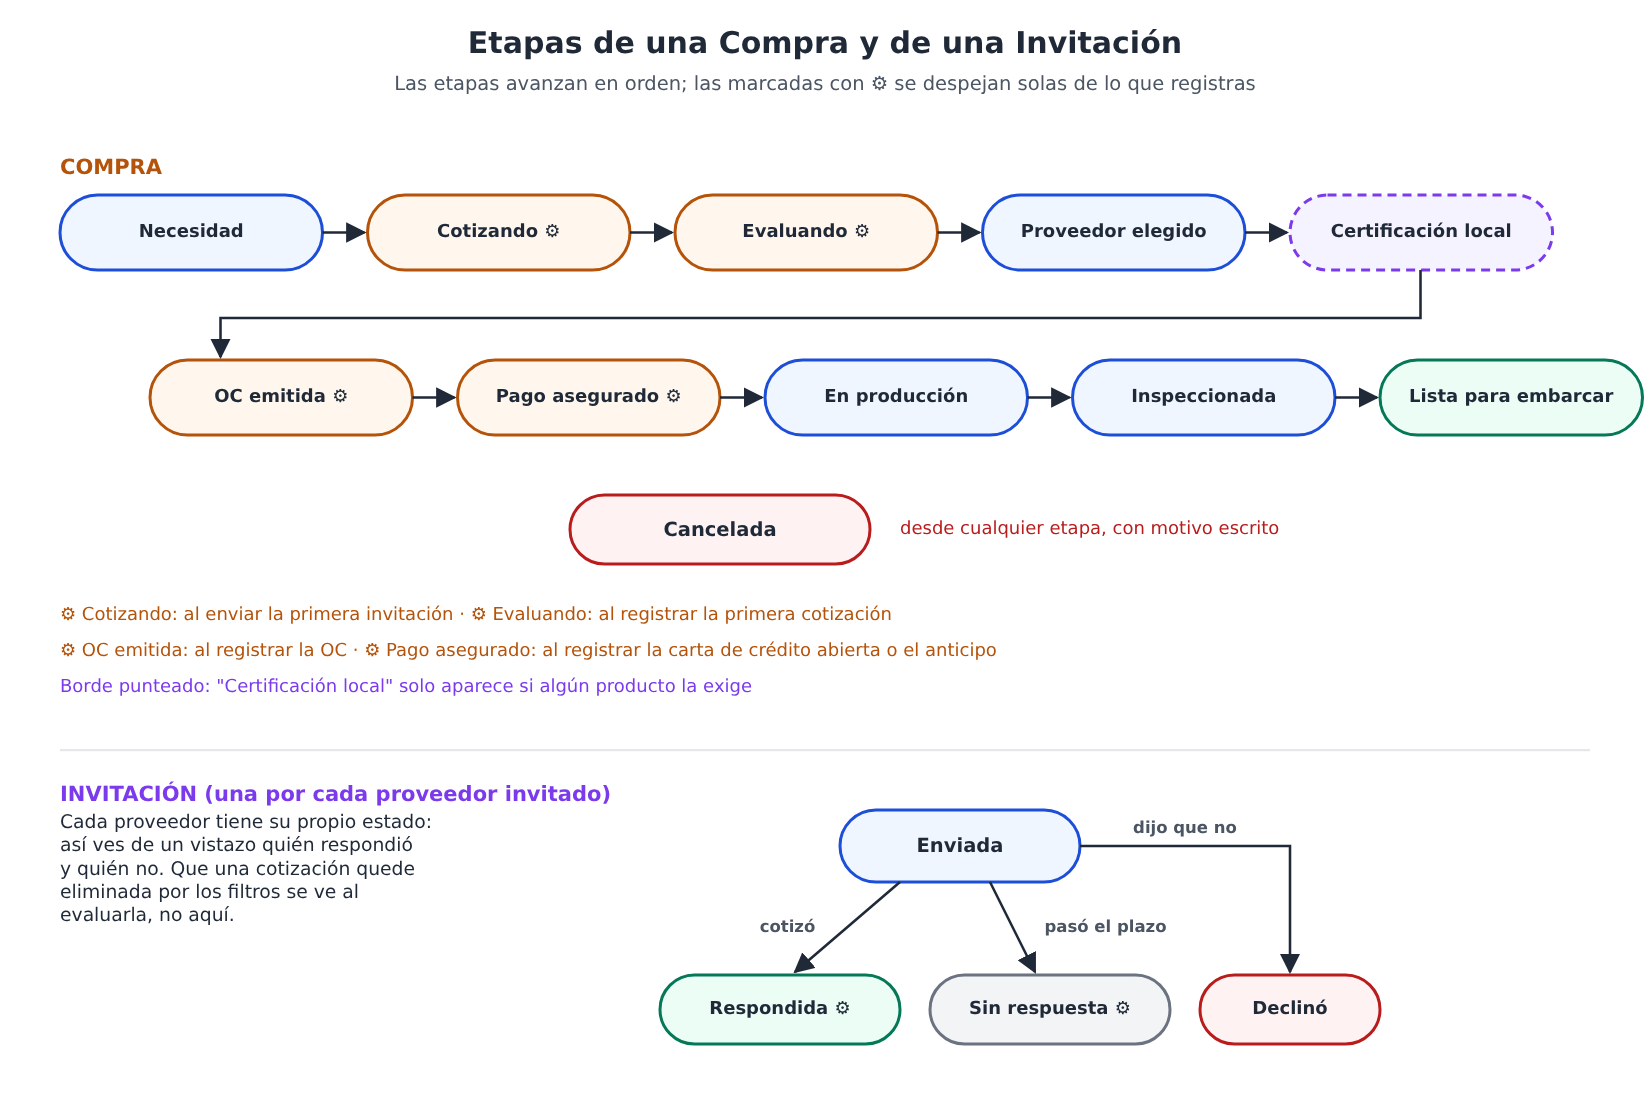 Etapas de una Compra y de una Invitación
Las etapas avanzan en orden; las marcadas con ⚙ se despejan solas de lo que registras
COMPRA
Necesidad
Cotizando ⚙
Evaluando ⚙
Proveedor elegido
Certificación local
OC emitida ⚙
Pago asegurado ⚙
En producción
Inspeccionada
Lista para embarcar
Cancelada
desde cualquier etapa, con motivo escrito
⚙ Cotizando: al enviar la primera invitación · ⚙ Evaluando: al registrar la primera cotización
⚙ OC emitida: al registrar la OC · ⚙ Pago asegurado: al registrar la carta de crédito abierta o el anticipo
Borde punteado: "Certificación local" solo aparece si algún producto la exige
INVITACIÓN (una por cada proveedor invitado)
Cada proveedor tiene su propio estado:
así ves de un vistazo quién respondió
y quién no. Que una cotización quede
eliminada por los filtros se ve al
evaluarla, no aquí.
Enviada
dijo que no
cotizó
pasó el plazo
Respondida ⚙
Sin respuesta ⚙
Declinó